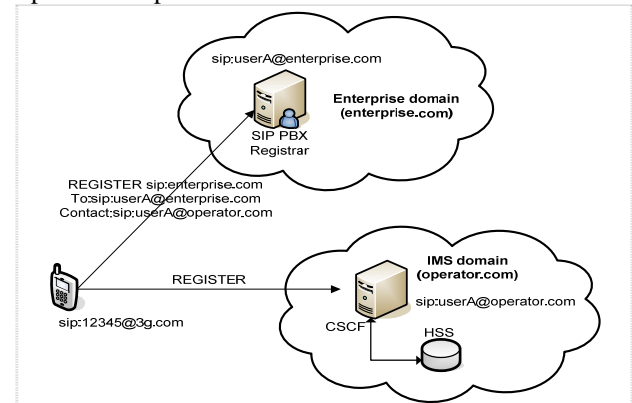 sip:userA@enterprise.com
Enterprise domain
(enterprise.com)
SIP PBX
Registrar
REGISTER sip:enterprise.com
To:sip:userA@enterprise.com
Contact:sip:userA@operator.com
IMS domain
(operator.com)
REGISTER
sip:userA@operator.com
sip:12345@3g.com
CSCF
HSS